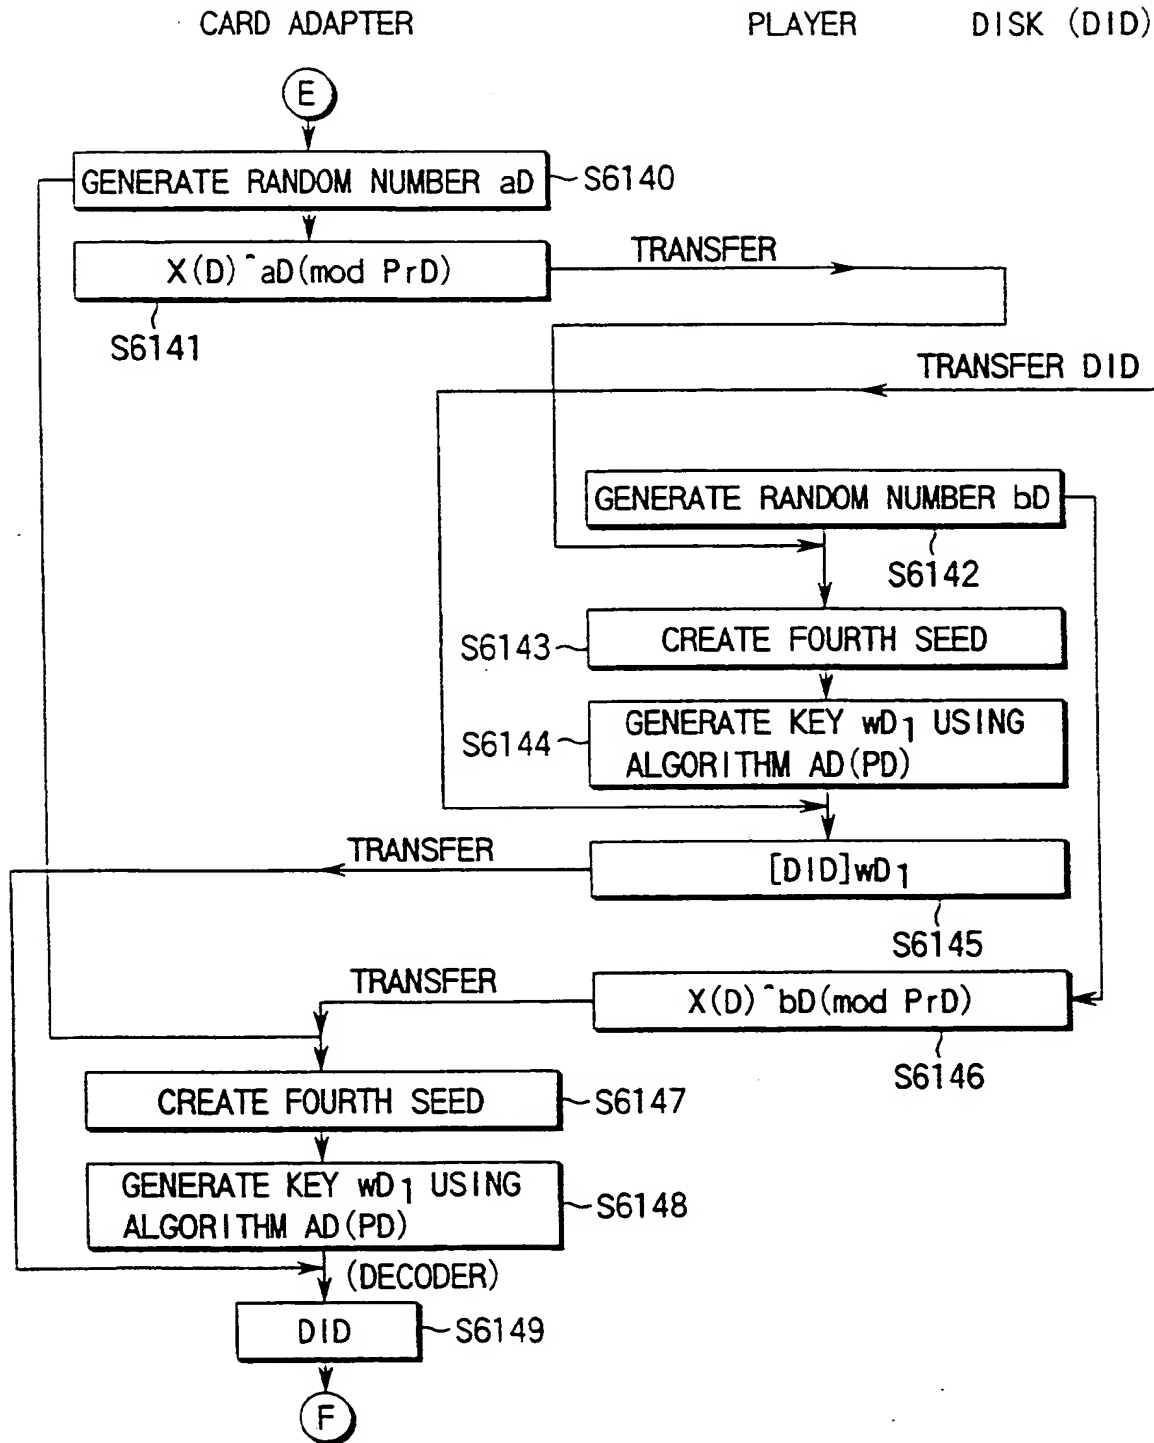 CARD ADAPTER
PLAYER
DISK (DID)
E
GENERATE RANDOM NUMBER aD
S6140
X(D)^aD(mod PrD)
TRANSFER
S6141
TRANSFER DID
GENERATE RANDOM NUMBER bD
S6142
S6143
CREATE FOURTH SEED
S6144
GENERATE KEY wD1 USING
ALGORITHM AD(PD)
TRANSFER
[DID]wD1
S6145
TRANSFER
X(D)^bD(mod PrD)
S6146
CREATE FOURTH SEED
S6147
GENERATE KEY wD1 USING
ALGORITHM AD(PD)
S6148
(DECODER)
DID
S6149
F